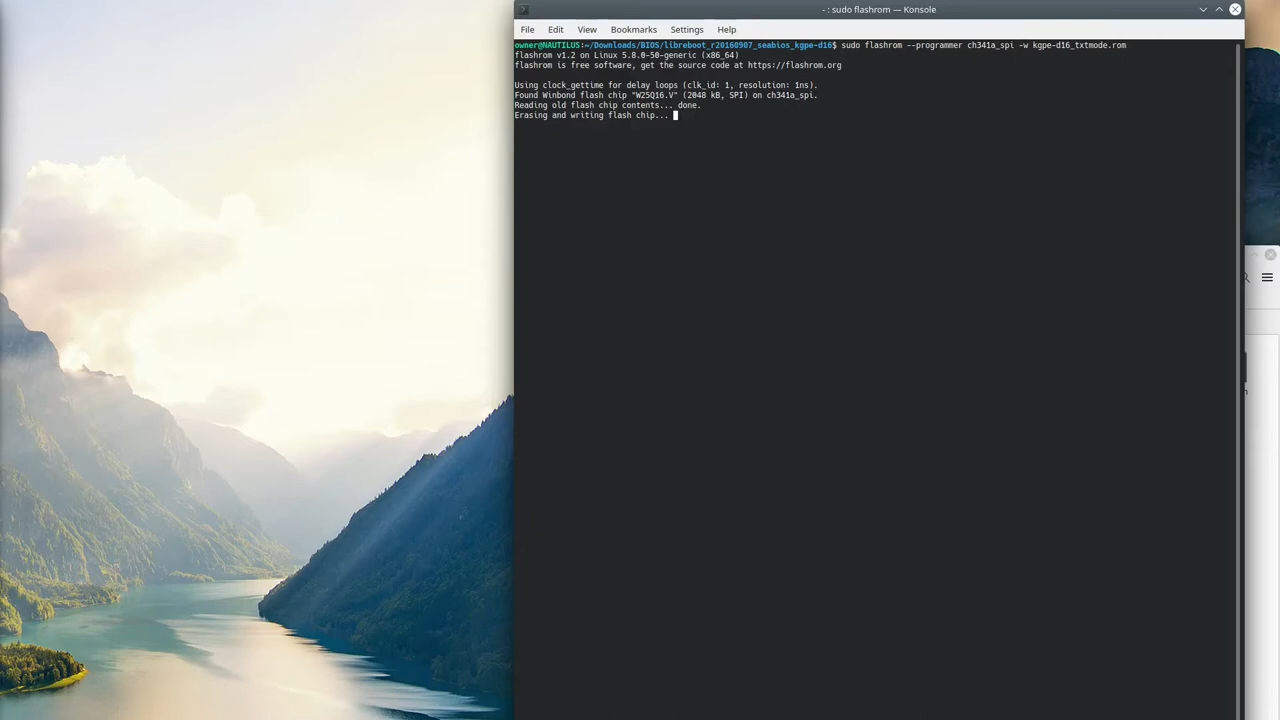 - : sudo flashrom — Konsole
File Edit View Bookmarks Settings Help
owner@NAUTILUS:~/Downloads/BIOS/libreboot_r20160907_seabios_kgpe-d16$ sudo flashrom --programmer ch341a_spi -w kgpe-d16_txtmode.rom
flashrom v1.2 on Linux 5.8.0-50-generic (x86_64)
flashrom is free software, get the source code at https://flashrom.org
Using clock_gettime for delay loops (clk_id: 1, resolution: 1ns).
Found Winbond flash chip "W25Q16.V" (2048 kB, SPI) on ch341a_spi.
Reading old flash chip contents... done.
Erasing and writing flash chip...